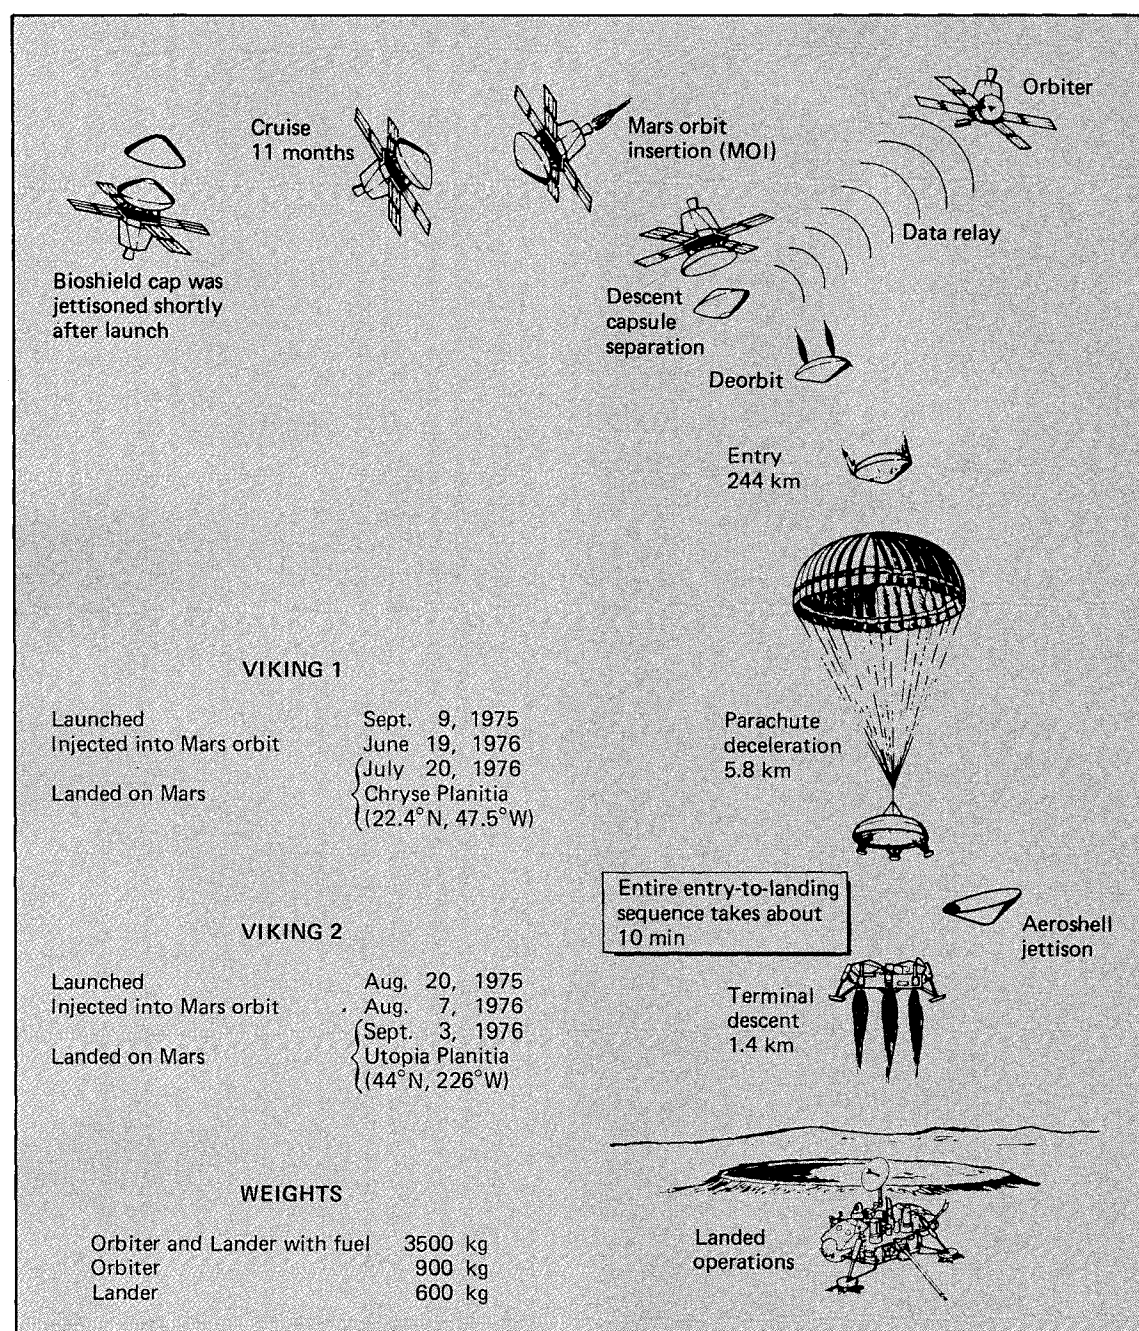 Orbiter
Cruise
11 months
Mars orbit
insertion (MOI)
Data relay
Bioshield cap was
jettisoned shortly
after launch
Descent
capsule
separation
Deorbit
Entry
244 km
Parachute
deceleration
5.8 km
Entire entry-to-landing
sequence takes about
10 min
Aeroshell
jettison
Terminal
descent
1.4 km
Landed
operations
VIKING 1
Launched Sept. 9, 1975
Injected into Mars orbit June 19, 1976
July 20, 1976
Landed on Mars Chryse Planitia
(22.4°N, 47.5°W)
VIKING 2
Launched Aug. 20, 1975
Injected into Mars orbit Aug. 7, 1976
Sept. 3, 1976
Landed on Mars Utopia Planitia
(44°N, 226°W)
WEIGHTS
Orbiter and Lander with fuel 3500 kg
Orbiter 900 kg
Lander 600 kg